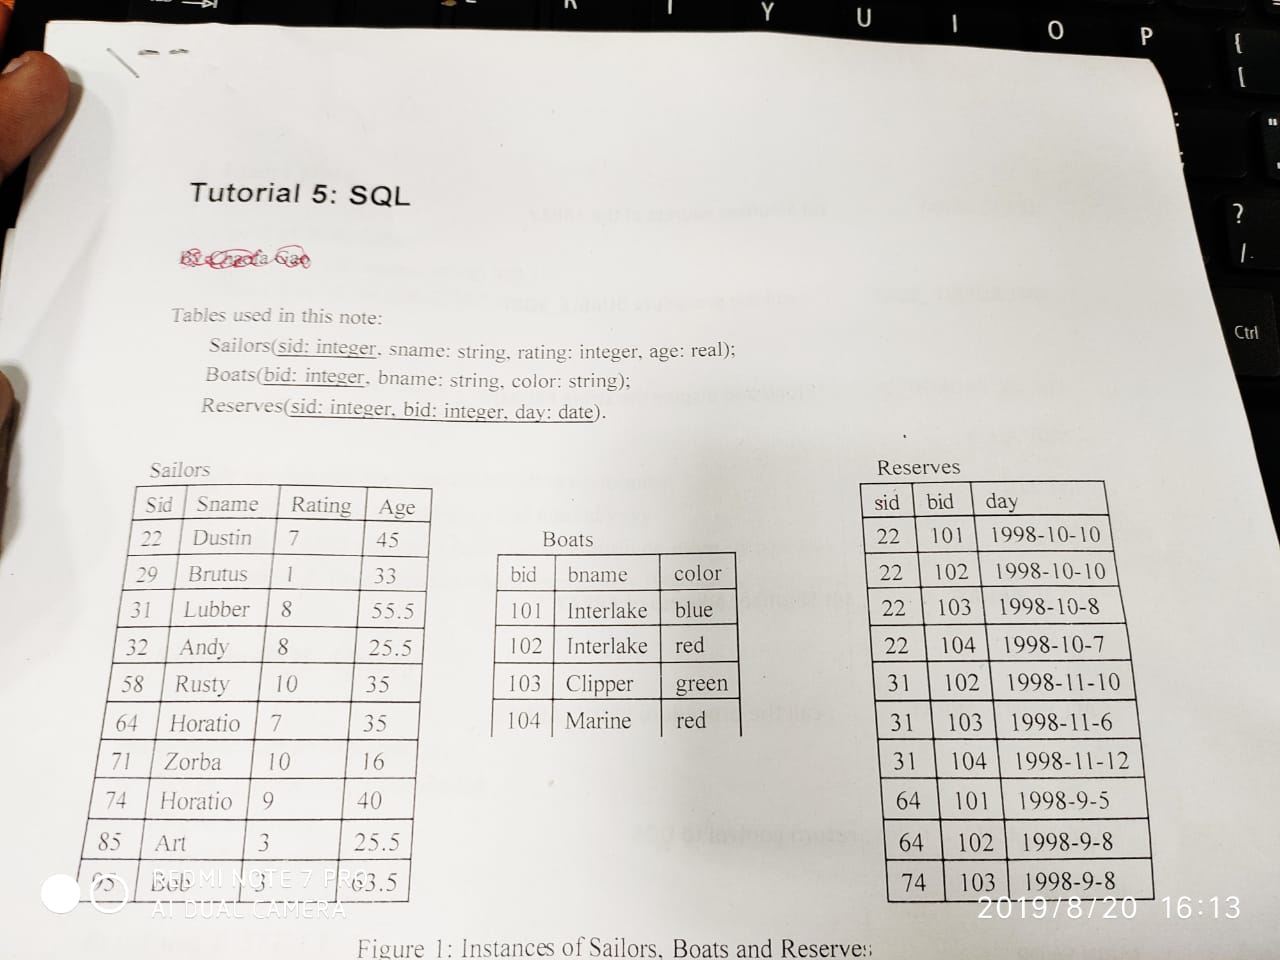 Y U I O P { [
" ? /. Ctrl
Tutorial 5: SQL
Tables used in this note:
Sailors(sid: integer, sname: string, rating: integer, age: real);
Boats(bid: integer, bname: string, color: string);
Reserves(sid: integer, bid: integer, day: date).
Sailors
Sid Sname Rating Age
22 Dustin 7 45
29 Brutus 1 33
31 Lubber 8 55.5
32 Andy 8 25.5
58 Rusty 10 35
64 Horatio 7 35
71 Zorba 10 16
74 Horatio 9 40
85 Art 3 25.5
95 Bob 3 63.5
Boats
bid bname color
101 Interlake blue
102 Interlake red
103 Clipper green
104 Marine red
Reserves
sid bid day
22 101 1998-10-10
22 102 1998-10-10
22 103 1998-10-8
22 104 1998-10-7
31 102 1998-11-10
31 103 1998-11-6
31 104 1998-11-12
64 101 1998-9-5
64 102 1998-9-8
74 103 1998-9-8
Figure 1: Instances of Sailors, Boats and Reserves
REDMI NOTE 7 PRO
AI DUAL CAMERA
2019/8/20 16:13